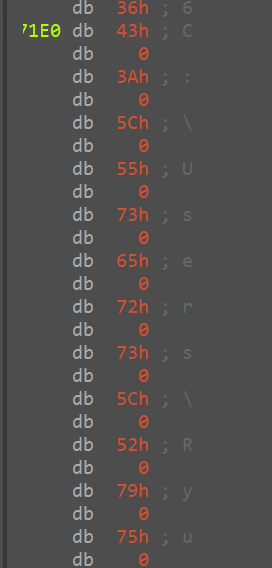 db 36h ; 6
71E0 db 43h ; C
db 0
db 3Ah ; :
db 0
db 5Ch ; \
db 0
db 55h ; U
db 0
db 73h ; s
db 0
db 65h ; e
db 0
db 72h ; r
db 0
db 73h ; s
db 0
db 5Ch ; \
db 0
db 52h ; R
db 0
db 79h ; y
db 0
db 75h ; u
db 0